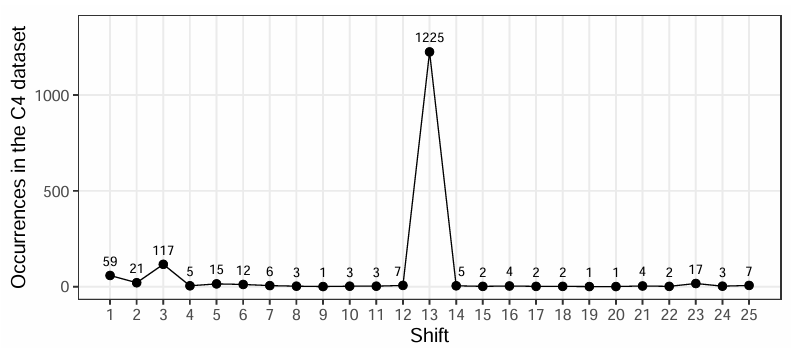 Occurrences in the C4 dataset
1000
500
0
59 21 117 5 15 12 6 3 1 3 3 7 1225 5 2 4 2 2 1 1 4 2 17 3 7
1 2 3 4 5 6 7 8 9 10 11 12 13 14 15 16 17 18 19 20 21 22 23 24 25
Shift